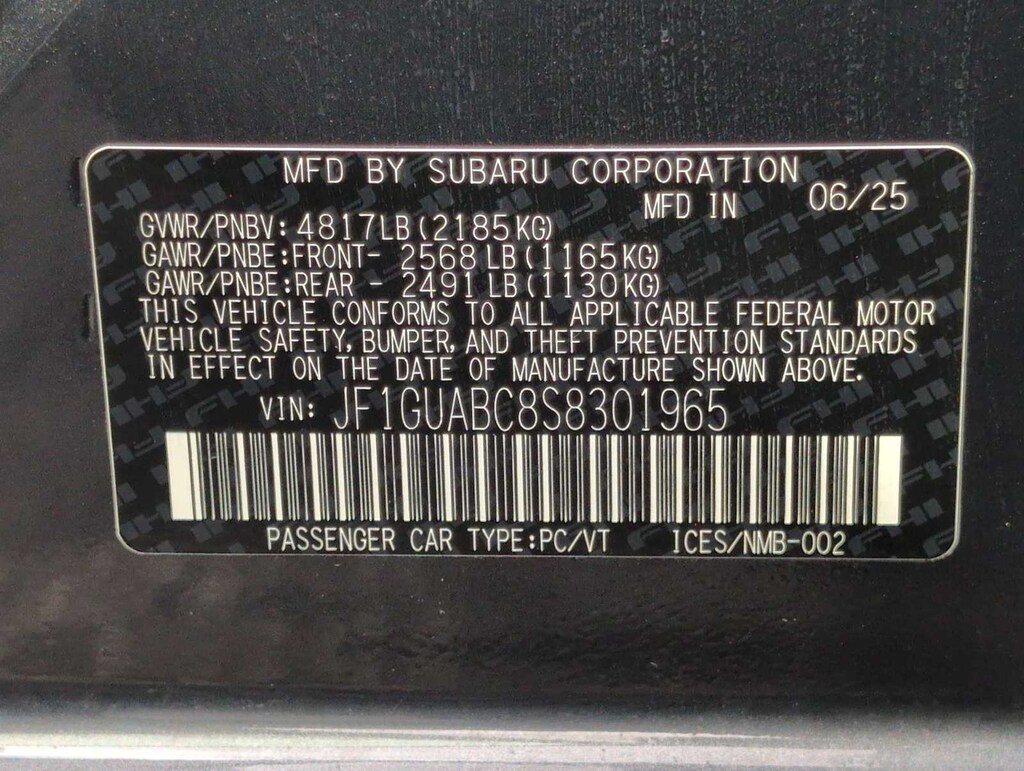 MFD BY SUBARU CORPORATION
MFD IN 06/25
GVWR/PNBV: 4817LB(2185KG)
GAWR/PNBE:FRONT- 2568 LB(1165KG)
GAWR/PNBE:REAR - 2491 LB(1130KG)
THIS VEHICLE CONFORMS TO ALL APPLICABLE FEDERAL MOTOR
VEHICLE SAFETY, BUMPER, AND THEFT PREVENTION STANDARDS
IN EFFECT ON THE DATE OF MANUFACTURE SHOWN ABOVE.
VIN: JF1GUABC8S8301965
PASSENGER CAR TYPE:PC/VT ICES/NMB-002